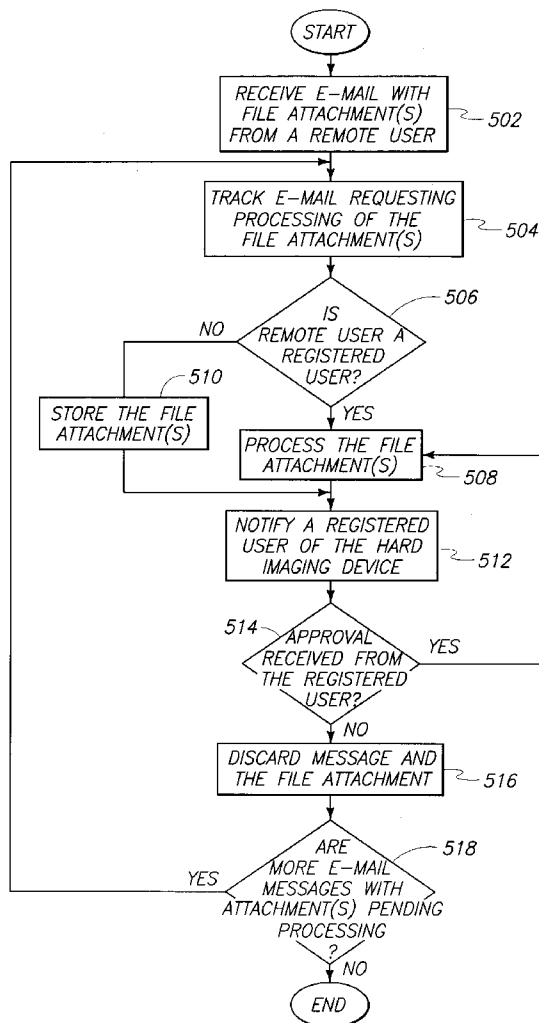 START
RECEIVE E-MAIL WITH
FILE ATTACHMENT(S)
FROM A REMOTE USER
502
TRACK E-MAIL REQUESTING
PROCESSING OF THE
FILE ATTACHMENT(S)
504
IS
REMOTE USER A
REGISTERED
USER?
506
NO
YES
510
STORE THE FILE
ATTACHMENT(S)
PROCESS THE FILE
ATTACHMENT(S)
508
NOTIFY A REGISTERED
USER OF THE HARD
IMAGING DEVICE
512
514
APPROVAL
RECEIVED FROM
THE REGISTERED
USER?
YES
NO
DISCARD MESSAGE AND
THE FILE ATTACHMENT
516
ARE
MORE E-MAIL
MESSAGES WITH
ATTACHMENT(S) PENDING
PROCESSING
?
518
YES
NO
END